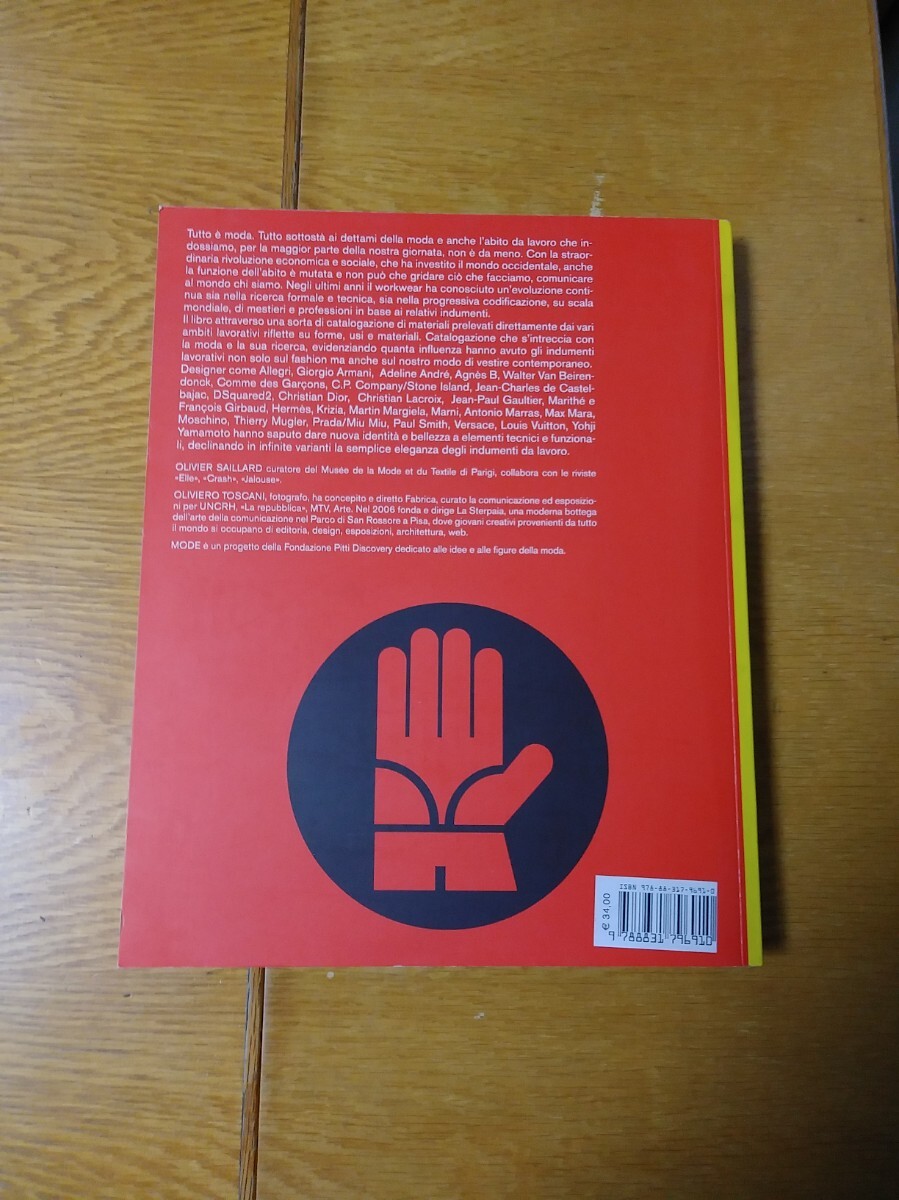 Tutto è moda. Tutto sottostà ai dettami della moda e anche l'abito da lavoro che in-
dossiamo, per la maggior parte della nostra giornata, non è da meno. Con la straor-
dinaria rivoluzione economica e sociale, che ha investito il mondo occidentale, anche
la funzione dell'abito è mutata e non può che gridare ciò che facciamo, comunicare
al mondo chi siamo. Negli ultimi anni il workwear ha conosciuto un'evoluzione conti-
nua sia nella ricerca formale e tecnica, sia nella progressiva codificazione, su scala
mondiale, di mestieri e professioni in base ai relativi indumenti.
Il libro attraverso una sorta di catalogazione di materiali prelevati direttamente dai vari
ambiti lavorativi riflette su forme, usi e materiali. Catalogazione che s'intreccia con
la moda e la sua ricerca, evidenziando quanta influenza hanno avuto gli indumenti
lavorativi non solo sul fashion ma anche sul nostro modo di vestire contemporaneo.
Designer come Allegri, Giorgio Armani, Adeline André, Agnès B, Walter Van Beiren-
donck, Comme des Garçons, C.P. Company/Stone Island, Jean-Charles de Castel-
bajac, DSquared2, Christian Dior, Christian Lacroix, Jean-Paul Gaultier, Marithé e
François Girbaud, Hermès, Krizia, Martin Margiela, Marni, Antonio Marras, Max Mara,
Moschino, Thierry Mugler, Prada/Miu Miu, Paul Smith, Versace, Louis Vuitton, Yohji
Yamamoto hanno saputo dare nuova identità e bellezza a elementi tecnici e funziona-
li, declinando in infinite varianti la semplice eleganza degli indumenti da lavoro.
OLIVIER SAILLARD curatore del Musée de la Mode et du Textile di Parigi, collabora con le riviste
«Elle», «Crash», «Jalouse».
OLIVIERO TOSCANI, fotografo, ha concepito e diretto Fabrica, curato la comunicazione ed esposizio-
ni per UNCRH, «La repubblica», MTV, Arte. Nel 2006 fonda e dirige La Sterpaia, una moderna bottega
dell'arte della comunicazione nel Parco di San Rossore a Pisa, dove giovani creativi provenienti da tutto
il mondo si occupano di editoria, design, esposizioni, architettura, web.
MODE è un progetto della Fondazione Pitti Discovery dedicato alle idee e alle figure della moda.
ISBN 978-88-317-9691-0
€ 34,00
9 788831 796910